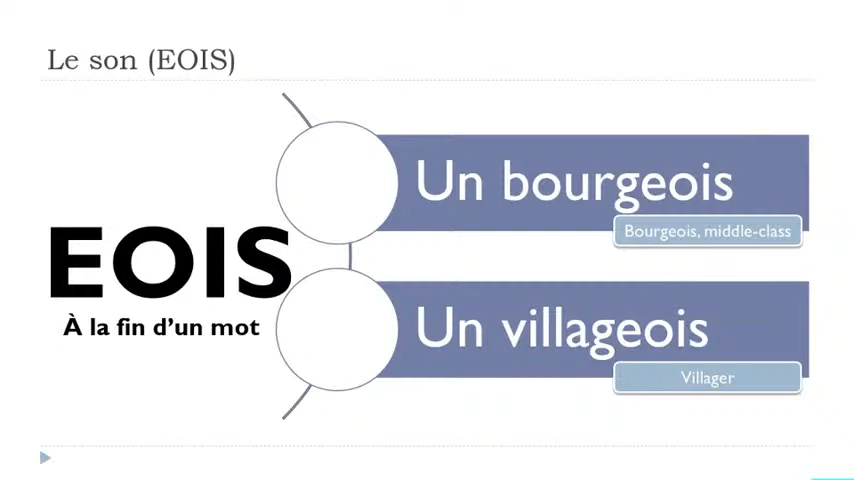 Le son (EOIS)
EOIS
À la fin d'un mot
Un bourgeois
Bourgeois, middle-class
Un villageois
Villager